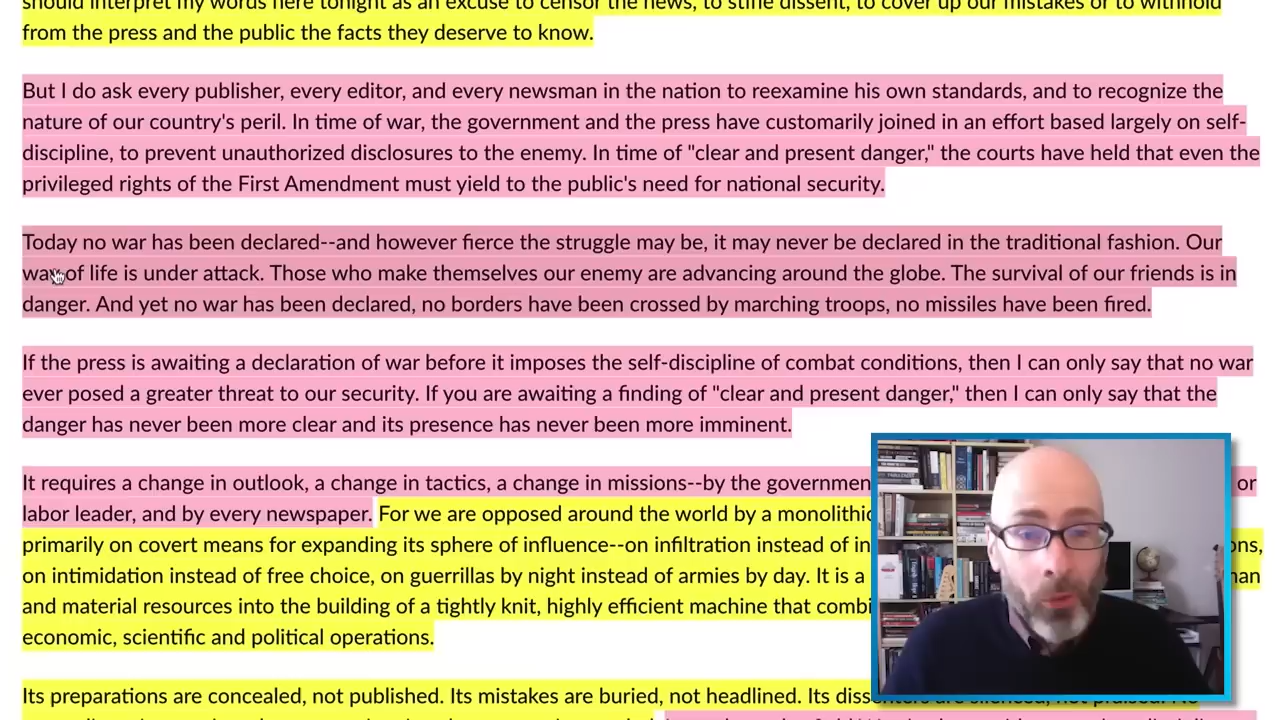 should interpret my words here tonight as an excuse to censor the news, to stifle dissent, to cover up our mistakes or to withhold
from the press and the public the facts they deserve to know.
But I do ask every publisher, every editor, and every newsman in the nation to reexamine his own standards, and to recognize the
nature of our country's peril. In time of war, the government and the press have customarily joined in an effort based largely on self-
discipline, to prevent unauthorized disclosures to the enemy. In time of "clear and present danger," the courts have held that even the
privileged rights of the First Amendment must yield to the public's need for national security.
Today no war has been declared--and however fierce the struggle may be, it may never be declared in the traditional fashion. Our
way of life is under attack. Those who make themselves our enemy are advancing around the globe. The survival of our friends is in
danger. And yet no war has been declared, no borders have been crossed by marching troops, no missiles have been fired.
If the press is awaiting a declaration of war before it imposes the self-discipline of combat conditions, then I can only say that no war
ever posed a greater threat to our security. If you are awaiting a finding of "clear and present danger," then I can only say that the
danger has never been more clear and its presence has never been more imminent.
It requires a change in outlook, a change in tactics, a change in missions--by the governmen or
labor leader, and by every newspaper. For we are opposed around the world by a monolithic
primarily on covert means for expanding its sphere of influence--on infiltration instead of in ons,
on intimidation instead of free choice, on guerrillas by night instead of armies by day. It is a man
and material resources into the building of a tightly knit, highly efficient machine that combi
economic, scientific and political operations.
Its preparations are concealed, not published. Its mistakes are buried, not headlined. Its dissenters are silenced, not praised. No